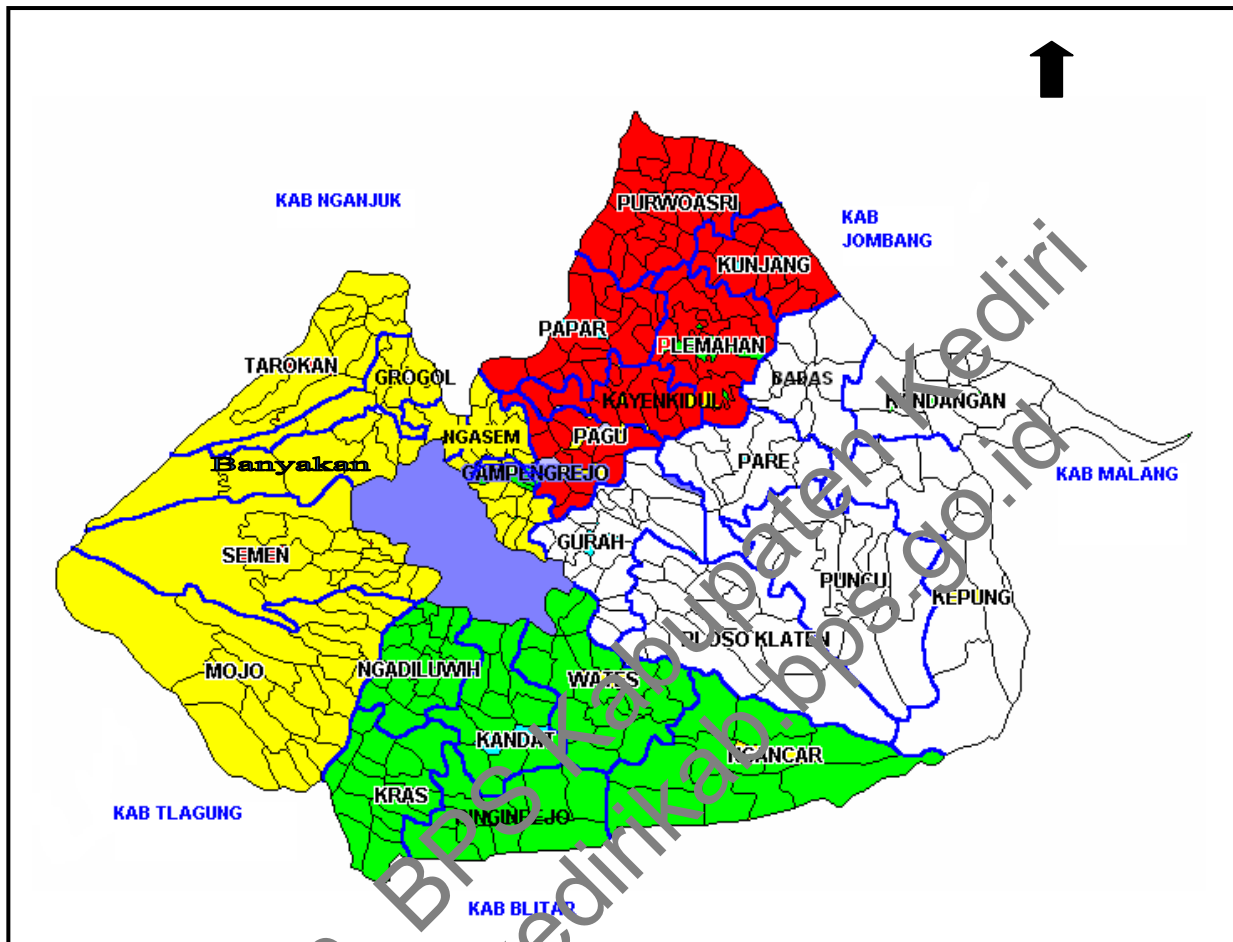 KAB NGANJUK
PURWOASRI
KAB
JOMBANG
KUNJANG
PAPAR
PLEMAHAN
TAROKAN
GROGOL
BADAS
KANDANGAN
KAYENKIDUL
NGASEM
PAGU
Banyakan
GAMPENGREJO
PARE
KAB MALANG
GURAH
SEMEN
PUNCU
KEPUNG
PLOSO KLATEN
MOJO
NGADILUWIH
WATES
KANDAT
NGANCAR
KRAS
RINGINREJO
KAB TLAGUNG
KAB BLITAR
BPS Kabupaten Kediri
kedirikab.bps.go.id